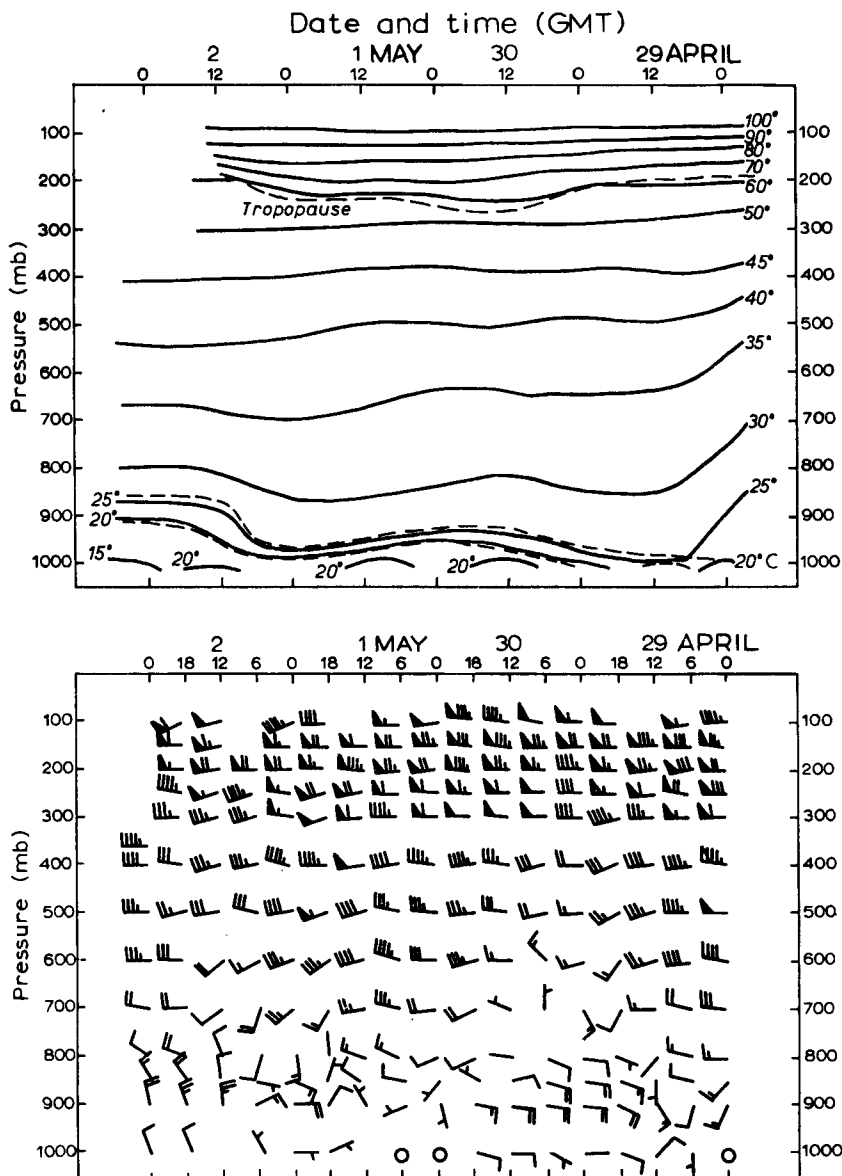 Date and time (GMT)
2 1 MAY 30 29 APRIL
0 12 0 12 0 12 0 12 0
100 100° 100
90°
80°
70°
200 60° 200
Tropopause
300 50° 300
400 45° 400
40°
500 500
35°
600 600
700 30° 700
800 800
25° 25°
900 20° 900
1000 15° 20° 20° 20° 20° C 1000
Pressure (mb)
2 1 MAY 30 29 APRIL
0 18 12 6 0 18 12 6 0 18 12 6 0 18 12 6 0
100 100
200 200
300 300
400 400
500 500
600 600
700 700
800 800
900 900
1000 1000
Pressure (mb)